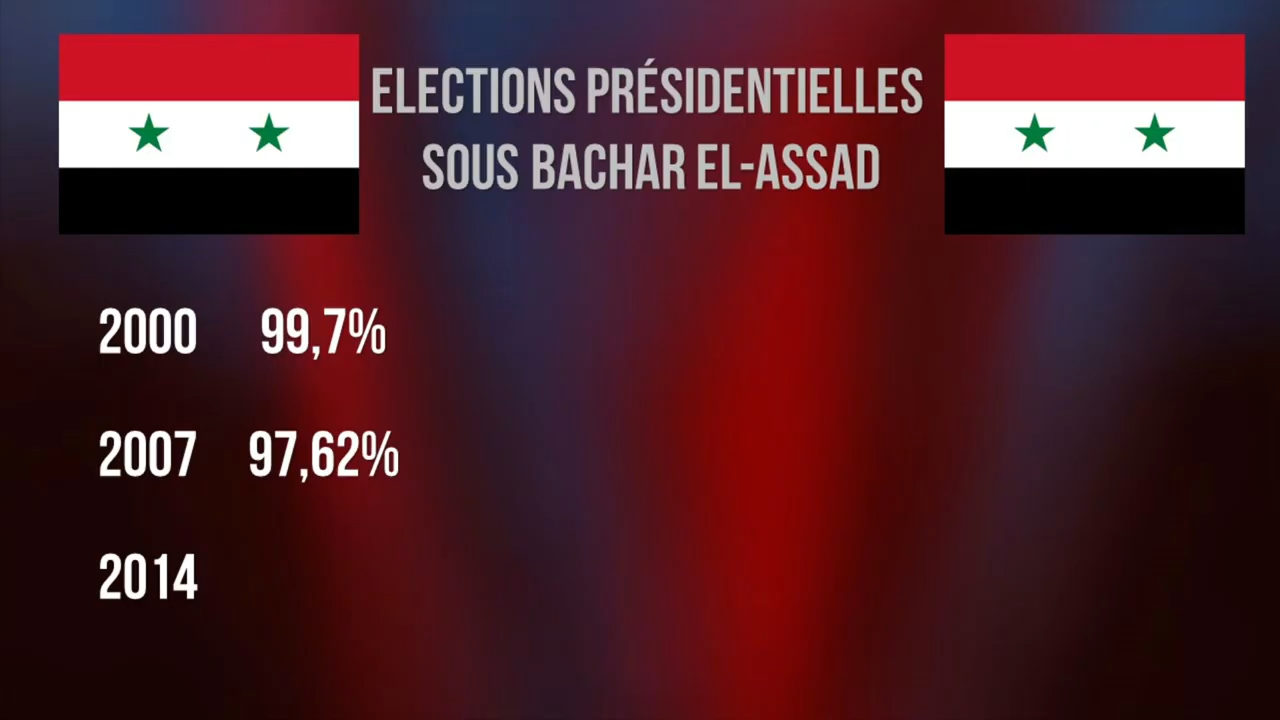 ELECTIONS PRÉSIDENTIELLES
SOUS BACHAR EL-ASSAD
2000 99,7%
2007 97,62%
2014